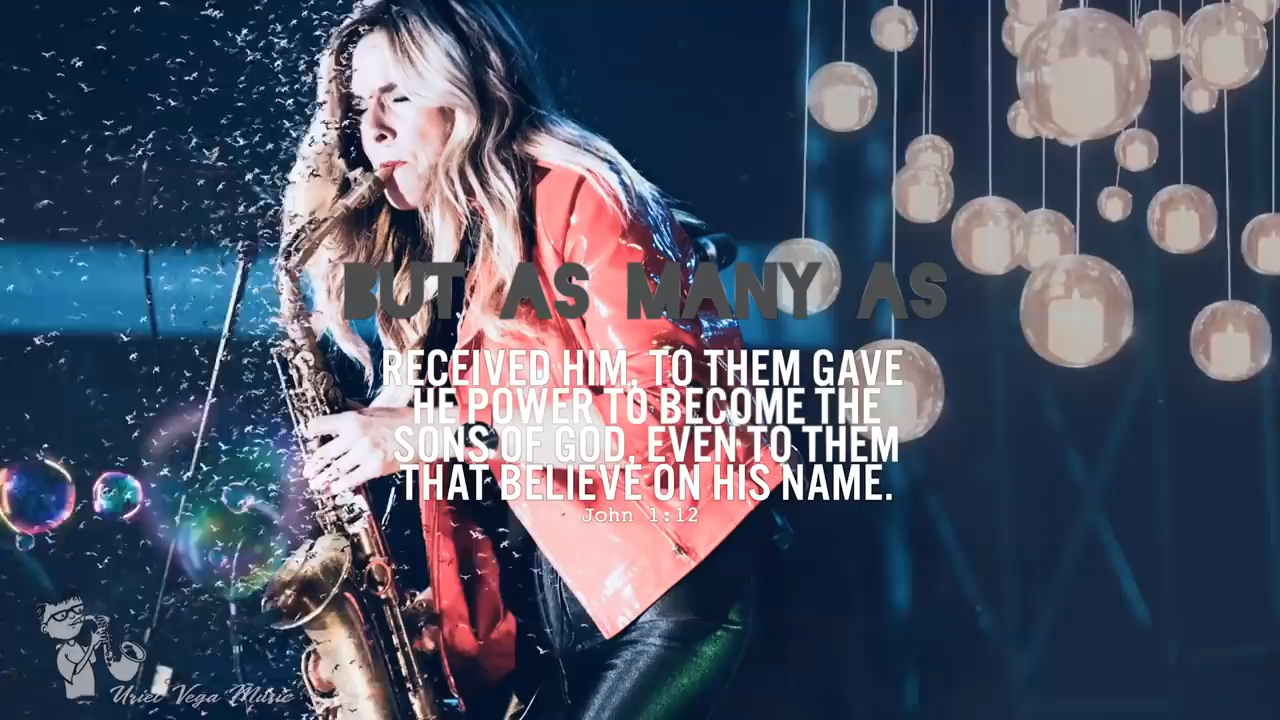 BUT AS MANY AS
RECEIVED HIM, TO THEM GAVE
HE POWER TO BECOME THE
SONS OF GOD, EVEN TO THEM
THAT BELIEVE ON HIS NAME.
John 1:12
Uriel Vega Music